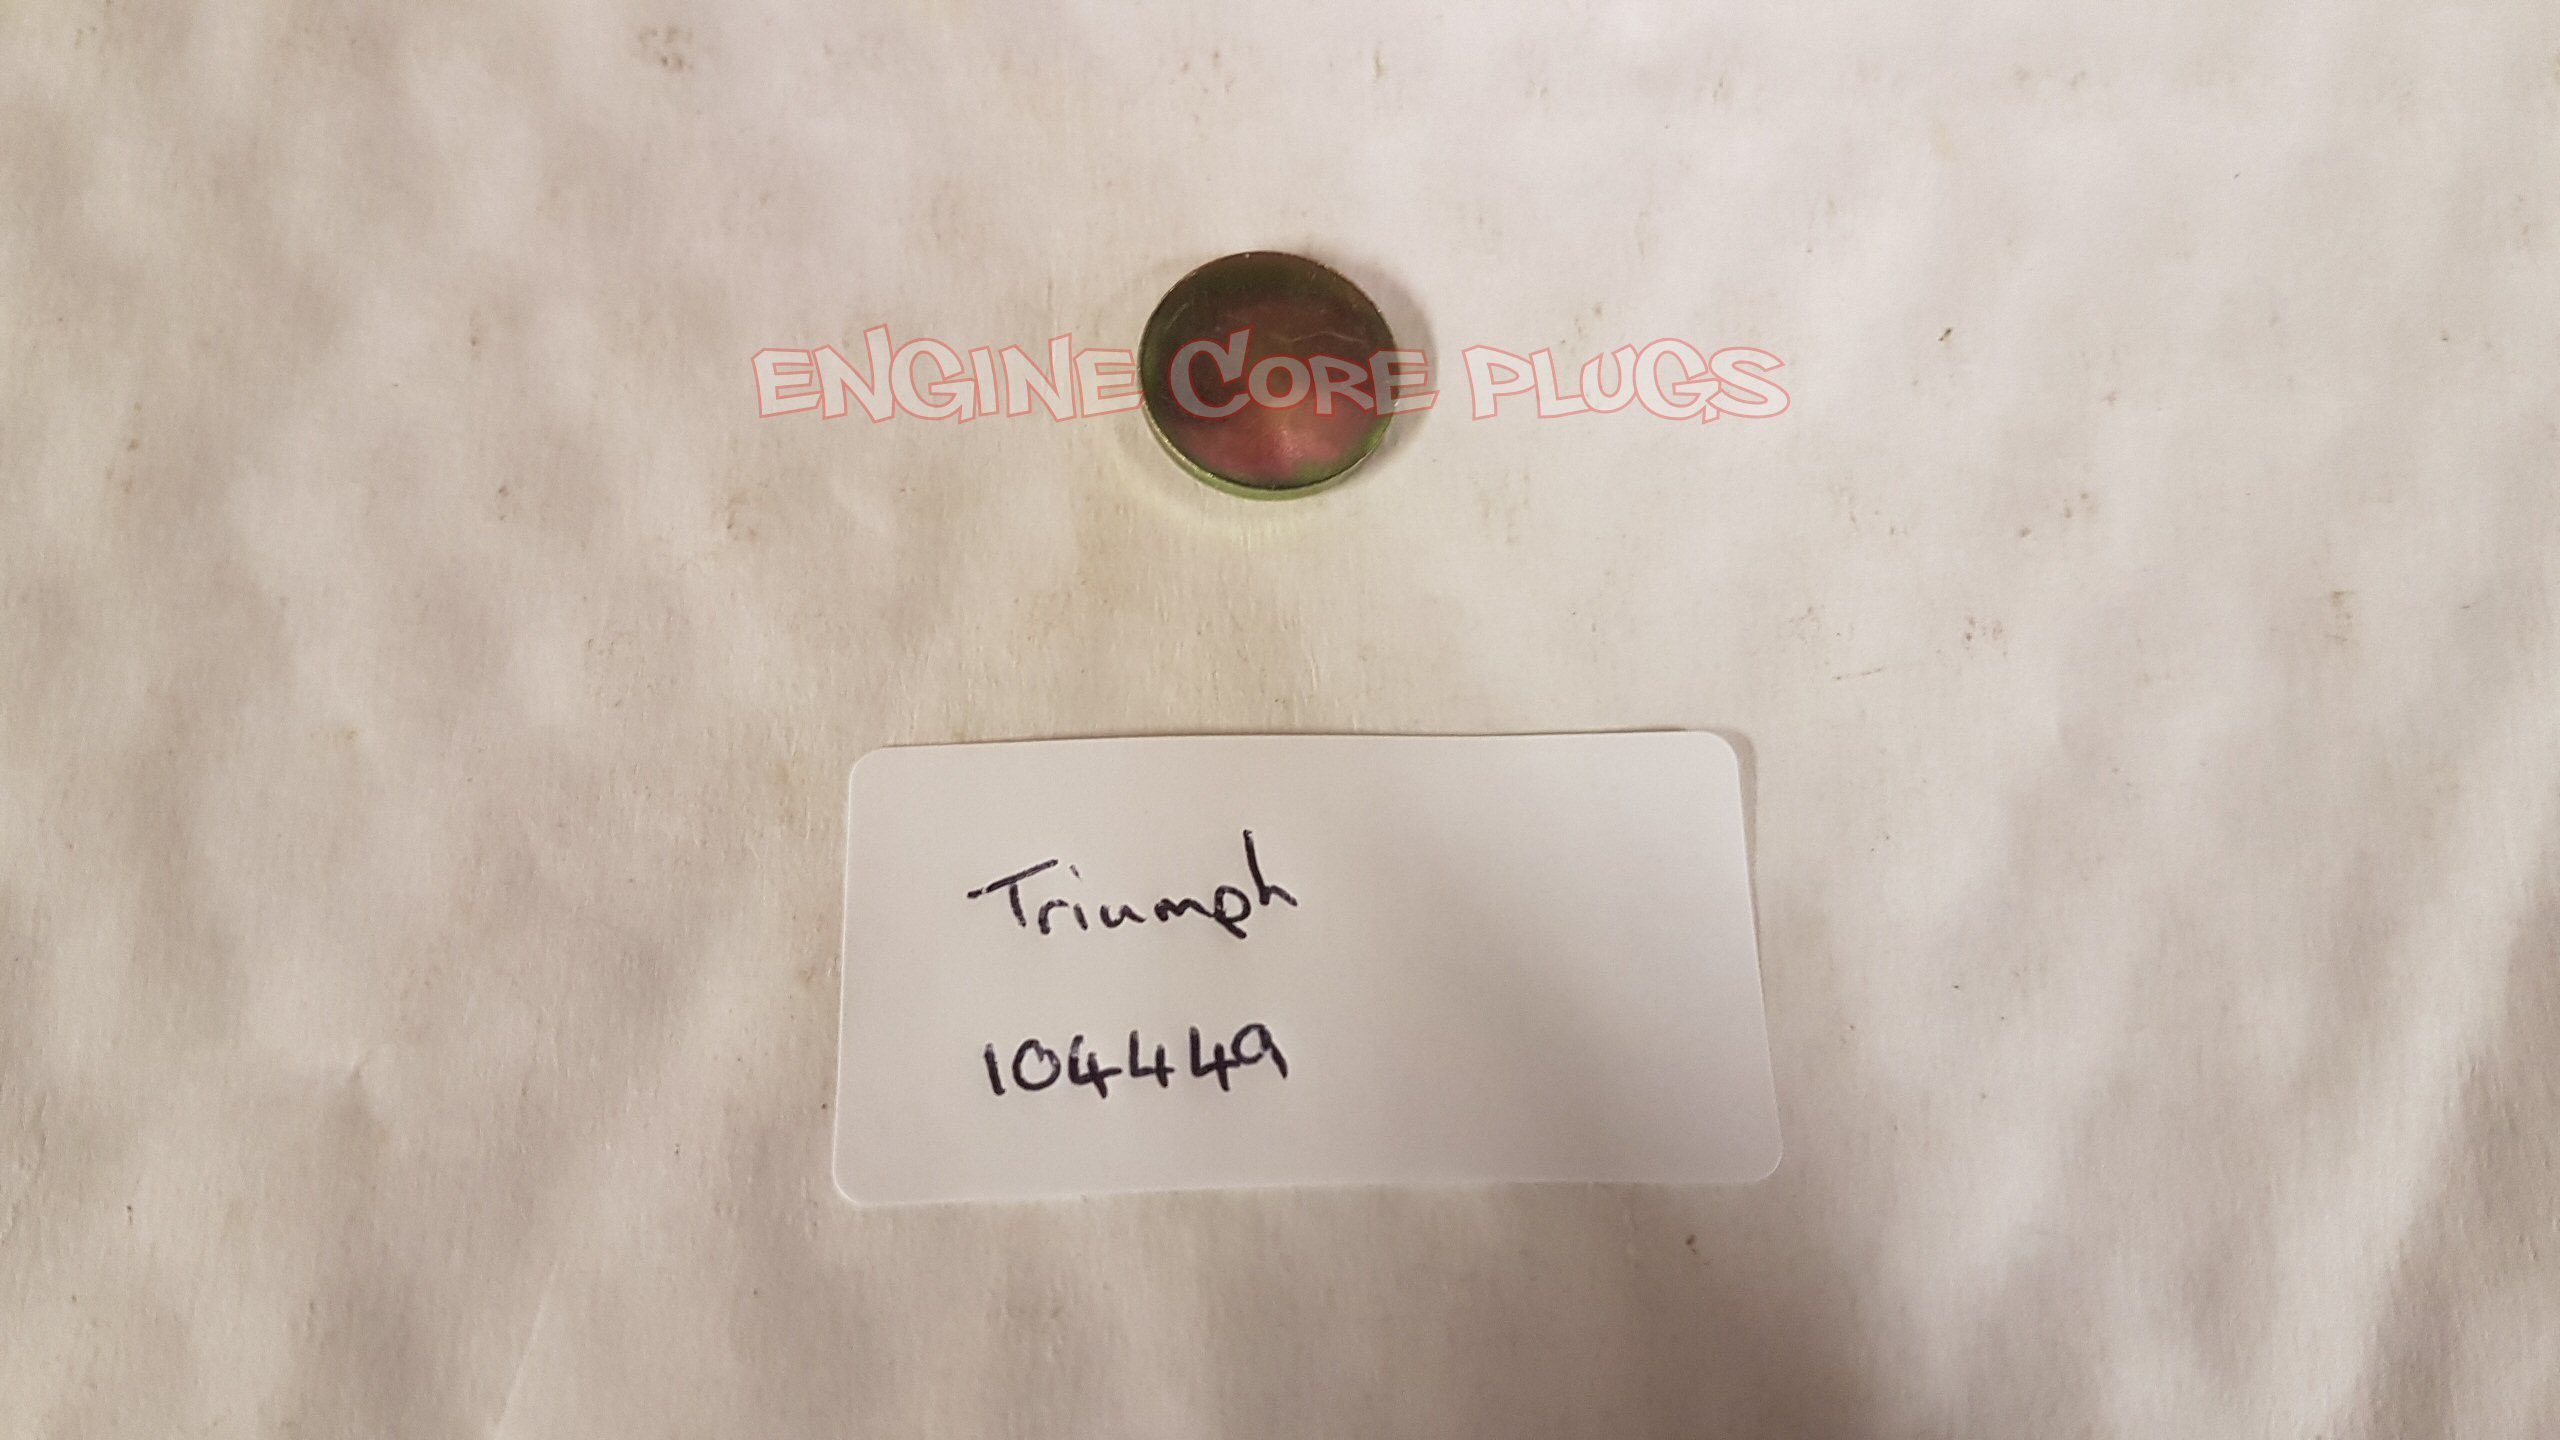 ENGINE CORE PLUGS
Triumph
104449